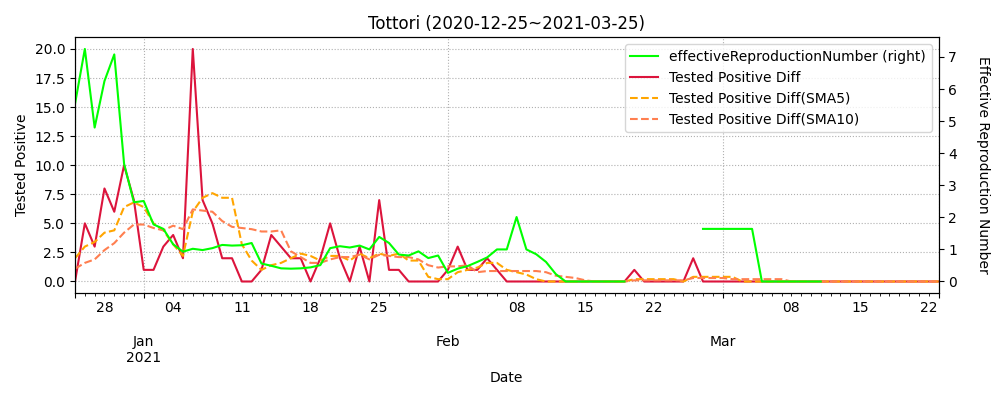 Tottori (2020-12-25~2021-03-25)
effectiveReproductionNumber (right)
Tested Positive Diff
Tested Positive Diff(SMA5)
Tested Positive Diff(SMA10)
Tested Positive
20.0
17.5
15.0
12.5
10.0
7.5
5.0
2.5
0.0
7
6
5
4
3
2
1
0
Effective Reproduction Number
28 04 11 18 25 08 15 22 08 15 22
Jan Feb Mar
2021
Date